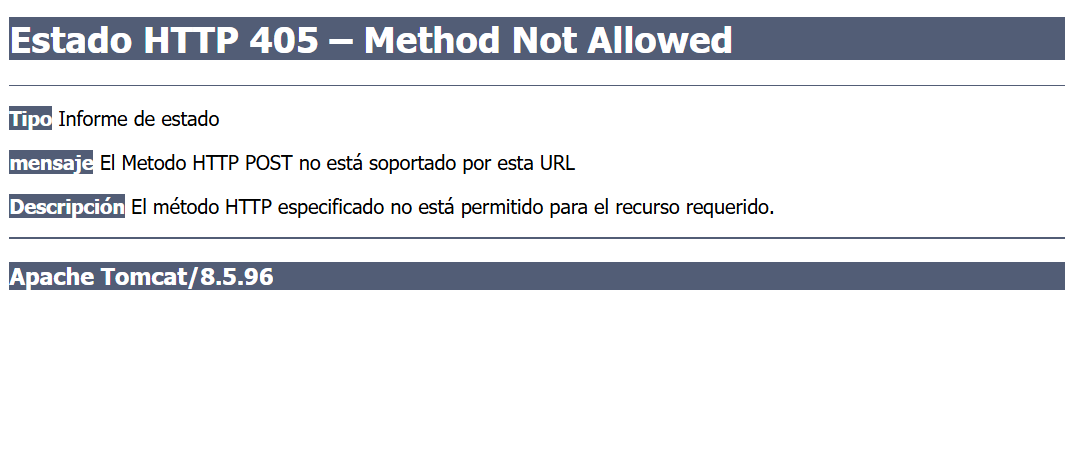 Estado HTTP 405 – Method Not Allowed
Tipo Informe de estado
mensaje El Metodo HTTP POST no está soportado por esta URL
Descripción El método HTTP especificado no está permitido para el recurso requerido.
Apache Tomcat/8.5.96